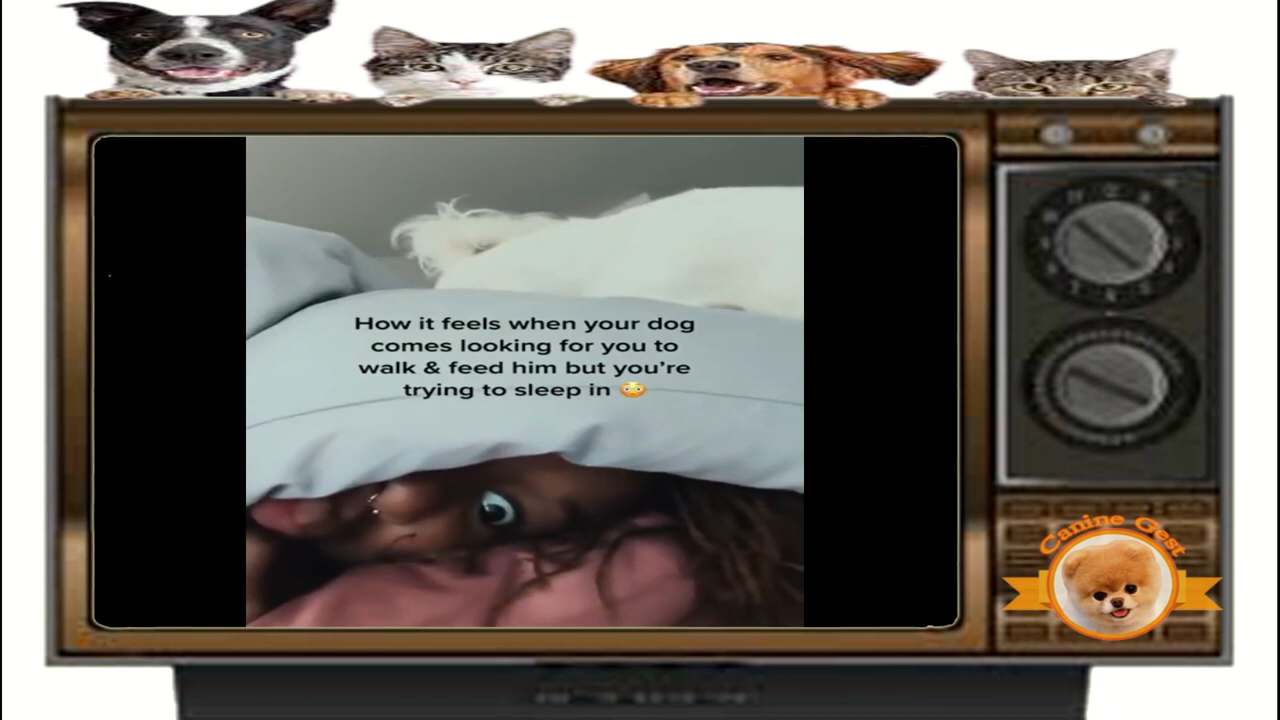 How it feels when your dog
comes looking for you to
walk & feed him but you’re
trying to sleep in 😳
Canine Gest